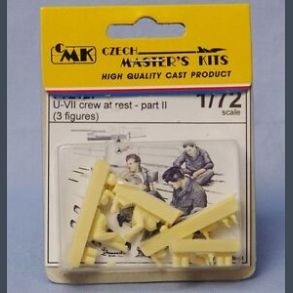 CMK
CZECH
MASTER'S KITS
HIGH QUALITY CAST PRODUCT
U-VII crew at rest - part II
(3 figures)
1/72
scale